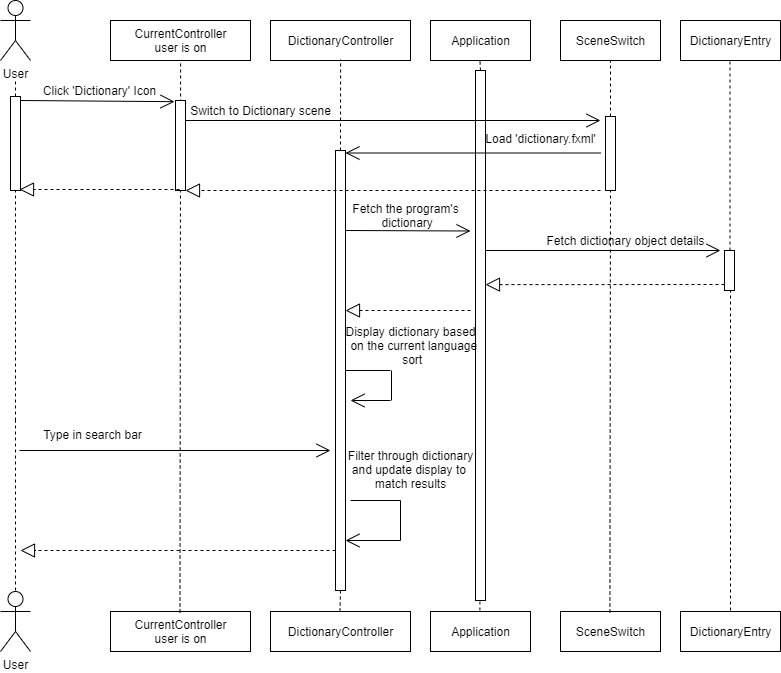 CurrentController
user is on
DictionaryController
Application
SceneSwitch
DictionaryEntry
User
Click 'Dictionary' Icon
Switch to Dictionary scene
Load 'dictionary.fxml'
Fetch the program's
dictionary
Fetch dictionary object details
Display dictionary based
on the current language
sort
Type in search bar
Filter through dictionary
and update display to
match results
CurrentController
user is on
DictionaryController
Application
SceneSwitch
DictionaryEntry
User